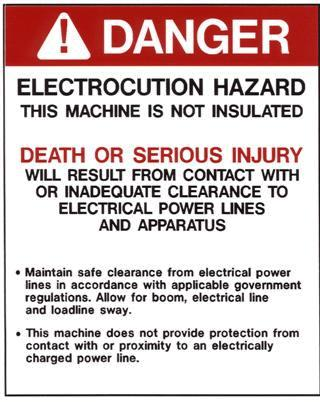 DANGER
ELECTROCUTION HAZARD
THIS MACHINE IS NOT INSULATED
DEATH OR SERIOUS INJURY
WILL RESULT FROM CONTACT WITH
OR INADEQUATE CLEARANCE TO
ELECTRICAL POWER LINES
AND APPARATUS
• Maintain safe clearance from electrical power
lines in accordance with applicable government
regulations. Allow for boom, electrical line
and loadline sway.
• This machine does not provide protection from
contact with or proximity to an electrically
charged power line.